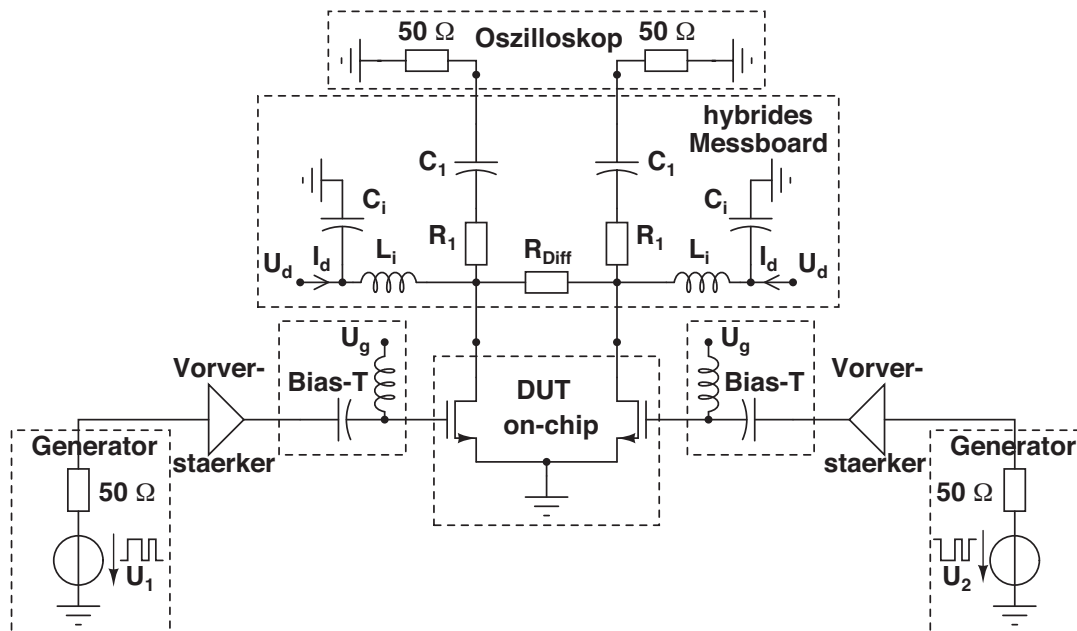 50 Ω
Oszilloskop
50 Ω
hybrides
Messboard
C1
C1
Ci
Ci
R1
RDiff
R1
Ud
Id
Li
Li
Id
Ud
Ug
Ug
Vorver-
Bias-T
DUT
on-chip
Bias-T
Vorver-
Generator
staerker
staerker
Generator
50 Ω
50 Ω
U1
U2